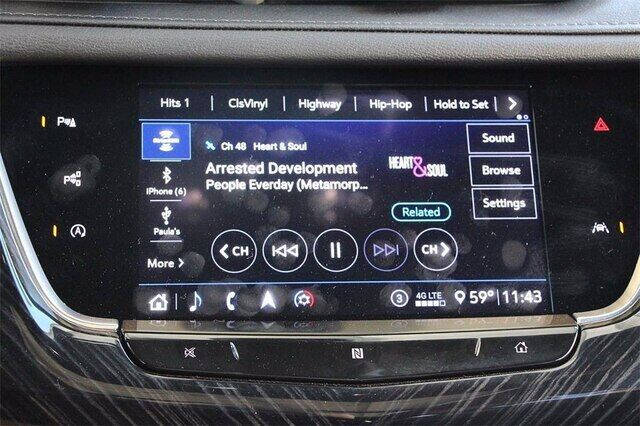 Hits 1 ClsVinyl Highway Hip-Hop Hold to Set
Ch 48 Heart & Soul
Arrested Development
People Everday (Metamorp...
HEART&SOUL
Related
Sound
Browse
Settings
iPhone (6)
Paula's
More
CH CH
3 4G LTE 59° 11:43
P
A
N